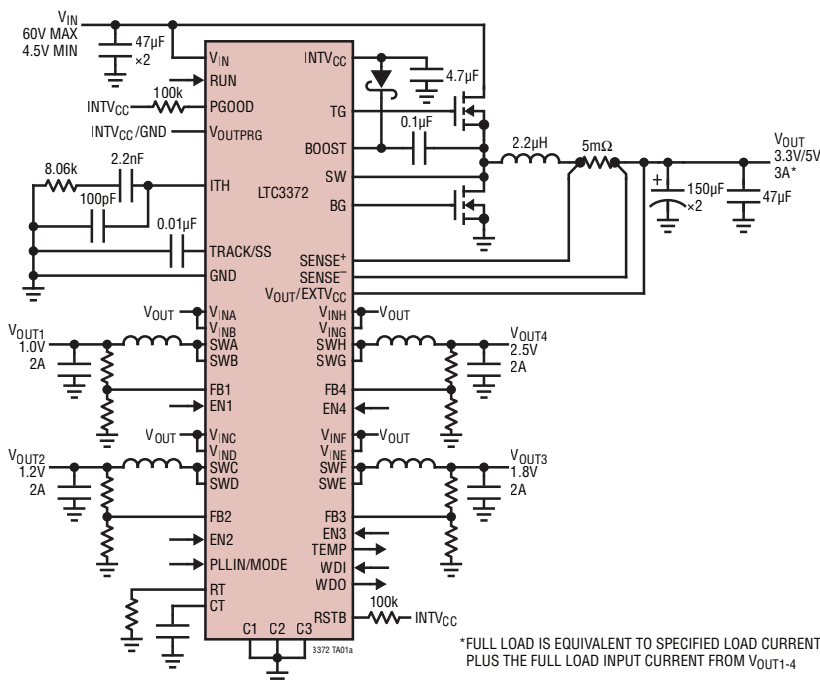 VIN
60V MAX
4.5V MIN
47µF
×2
VIN
RUN
INTVCC
100k
PGOOD
INTVCC/GND
VOUTPRG
8.06k
2.2nF
100pF
ITH
0.01µF
TRACK/SS
GND
LTC3372
INTVCC
4.7µF
TG
0.1µF
BOOST
SW
BG
2.2µH
5mΩ
VOUT
3.3V/5V
3A*
+
150µF
×2
47µF
SENSE+
SENSE–
VOUT/EXTVCC
VOUT
VINA
VINB
VOUT1
1.0V
2A
SWA
SWB
FB1
EN1
VINH
VOUT
VING
SWH
SWG
VOUT4
2.5V
2A
FB4
EN4
VOUT
VINC
VIND
VOUT2
1.2V
2A
SWC
SWD
FB2
EN2
PLLIN/MODE
RT
CT
VINF
VOUT
VINE
SWF
SWE
VOUT3
1.8V
2A
FB3
EN3
TEMP
WDI
WDO
RSTB
100k
INTVCC
C1 C2 C3
3372 TA01a
*FULL LOAD IS EQUIVALENT TO SPECIFIED LOAD CURRENT
PLUS THE FULL LOAD INPUT CURRENT FROM VOUT1-4